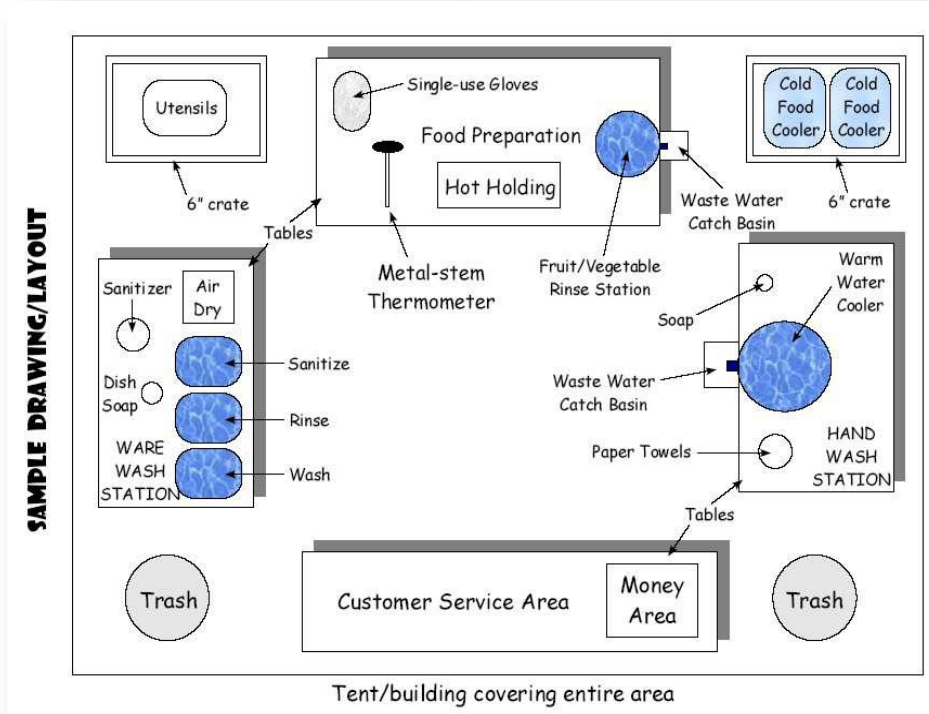 SAMPLE DRAWING/LAYOUT
Utensils
6" crate
Single-use Gloves
Food Preparation
Hot Holding
Waste Water
Catch Basin
Cold
Food
Cooler
Cold
Food
Cooler
6" crate
Tables
Metal-stem
Thermometer
Fruit/Vegetable
Rinse Station
Sanitizer
Air
Dry
Sanitize
Dish
Soap
Rinse
WARE
WASH
STATION
Wash
Warm
Water
Cooler
Soap
Waste Water
Catch Basin
Paper Towels
HAND
WASH
STATION
Tables
Trash
Customer Service Area
Money
Area
Trash
Tent/building covering entire area